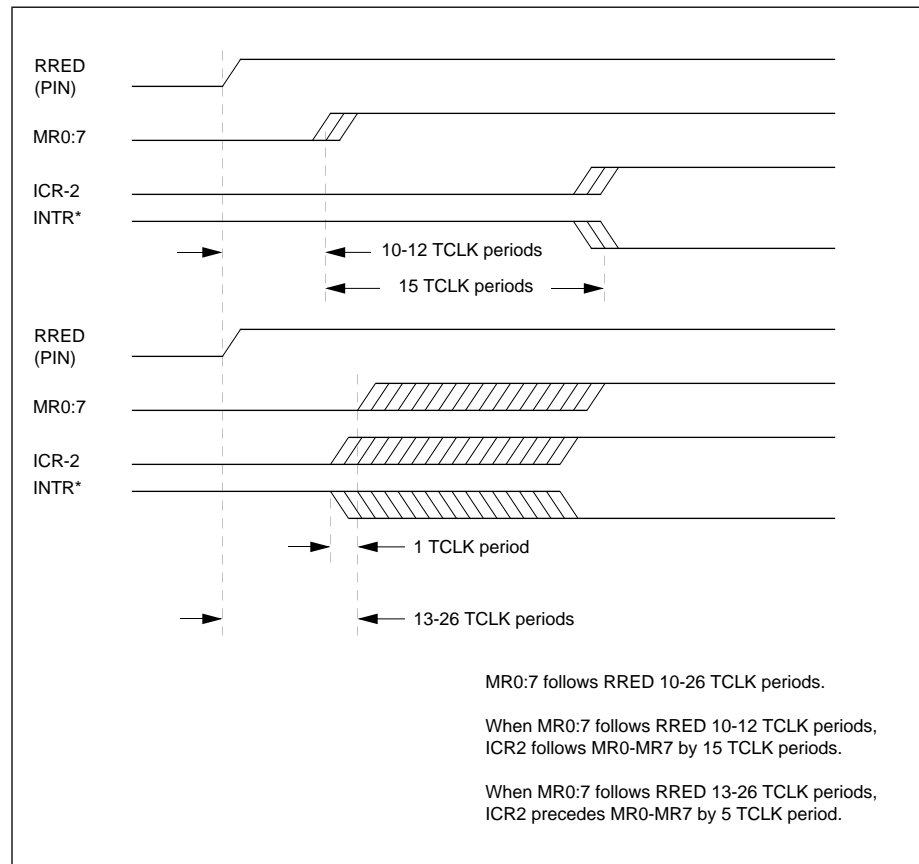 RRED
(PIN)
MR0:7
ICR-2
INTR*
10-12 TCLK periods
15 TCLK periods
RRED
(PIN)
MR0:7
ICR-2
INTR*
1 TCLK period
13-26 TCLK periods
MR0:7 follows RRED 10-26 TCLK periods.
When MR0:7 follows RRED 10-12 TCLK periods,
ICR2 follows MR0-MR7 by 15 TCLK periods.
When MR0:7 follows RRED 13-26 TCLK periods,
ICR2 precedes MR0-MR7 by 5 TCLK period.